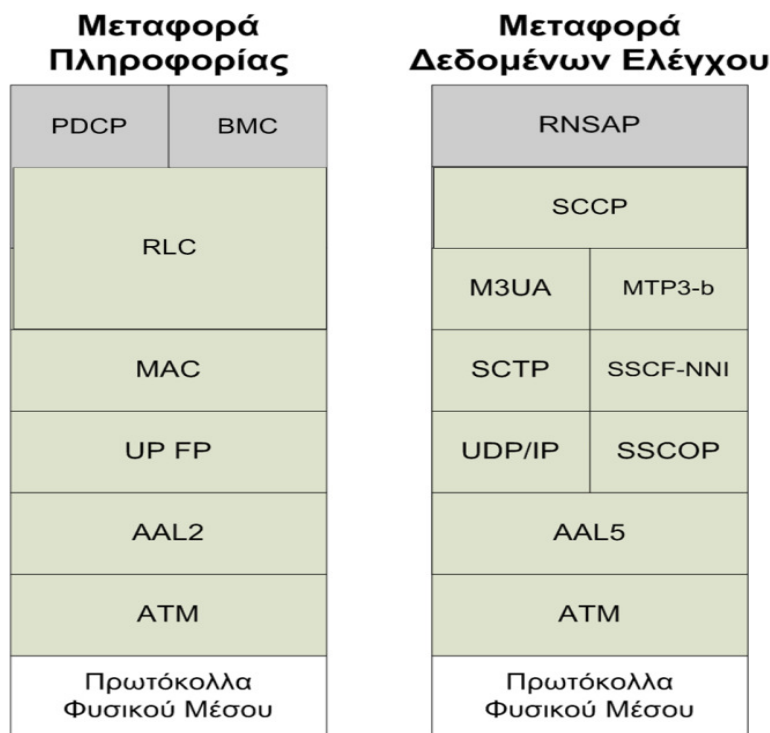 Μεταφορά
Πληροφορίας
PDCP
BMC
RLC
MAC
UP FP
AAL2
ATM
Πρωτόκολλα
Φυσικού Μέσου
Μεταφορά
Δεδομένων Ελέγχου
RNSAP
SCCP
M3UA
MTP3-b
SCTP
SSCF-NNI
UDP/IP
SSCOP
AAL5
ATM
Πρωτόκολλα
Φυσικού Μέσου